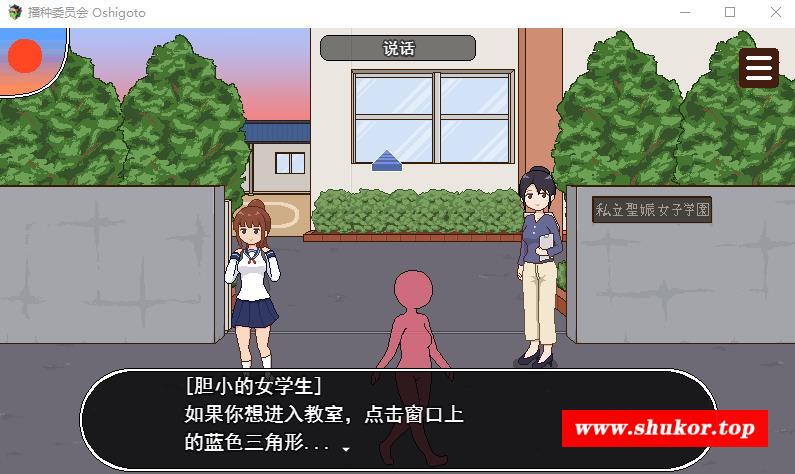 播种委员会 Oshigoto
说话
私立聖娠女子学園
[胆小的女学生]
如果你想进入教室，点击窗口上
的蓝色三角形...
www.shukor.top